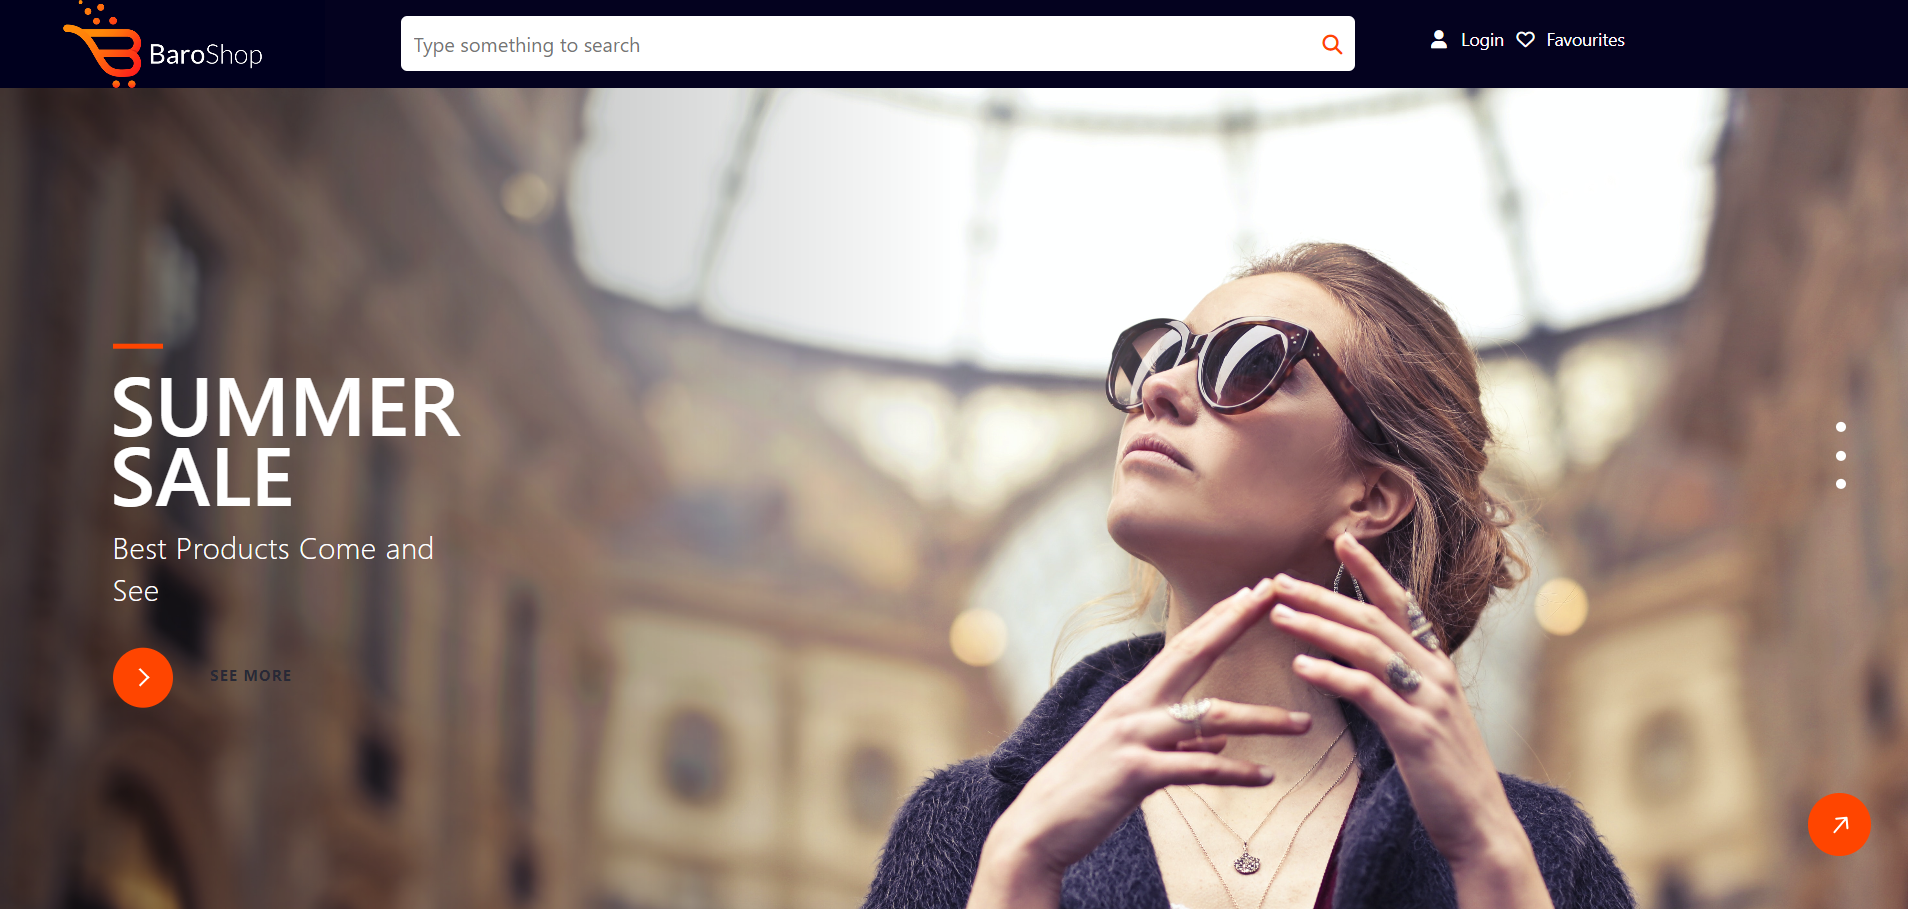 BaroShop
Type something to search
Login
Favourites
SUMMER
SALE
Best Products Come and
See
SEE MORE